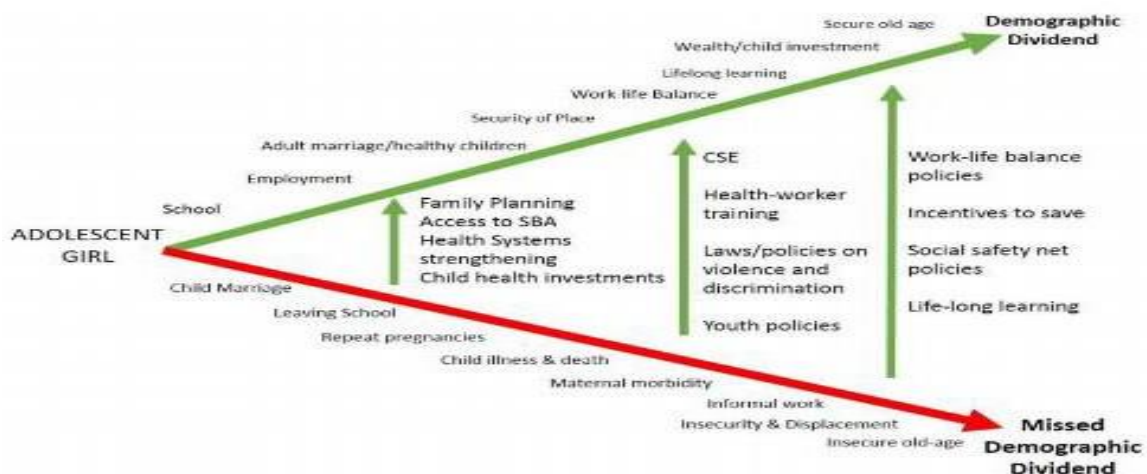 Secure old-age
Demographic
Dividend
Wealth/child investment
Lifelong learning
Work life Balance
Security of Place
Adult marriage/healthy children
Employment
School
ADOLESCENT
GIRL
Family Planning
Access to SBA
Health Systems
strengthening
Child health investments
CSE
Health-worker
training
Laws/policies on
violence and
discrimination
Youth policies
Work-life balance
policies
Incentives to save
Social safety net
policies
Life-long learning
Child Marriage
Leaving School
Repeat pregnancies
Child illness & death
Maternal morbidity
Informal work
Insecurity & Displacement
Insecure old-age
Missed
Demographic
Dividend